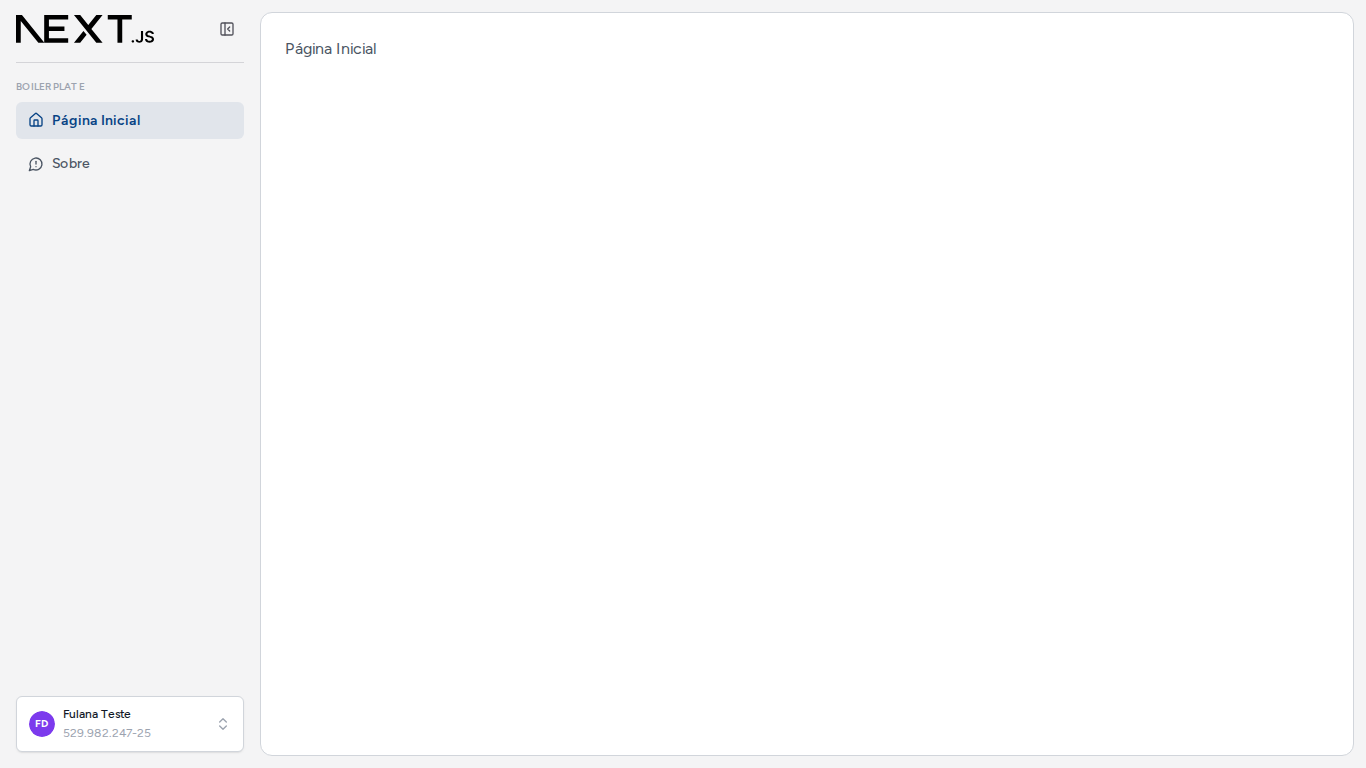 NEXT.JS
BOILERPLATE
Página Inicial
Sobre
FD
Fulana Teste
529.982.247-25
Página Inicial